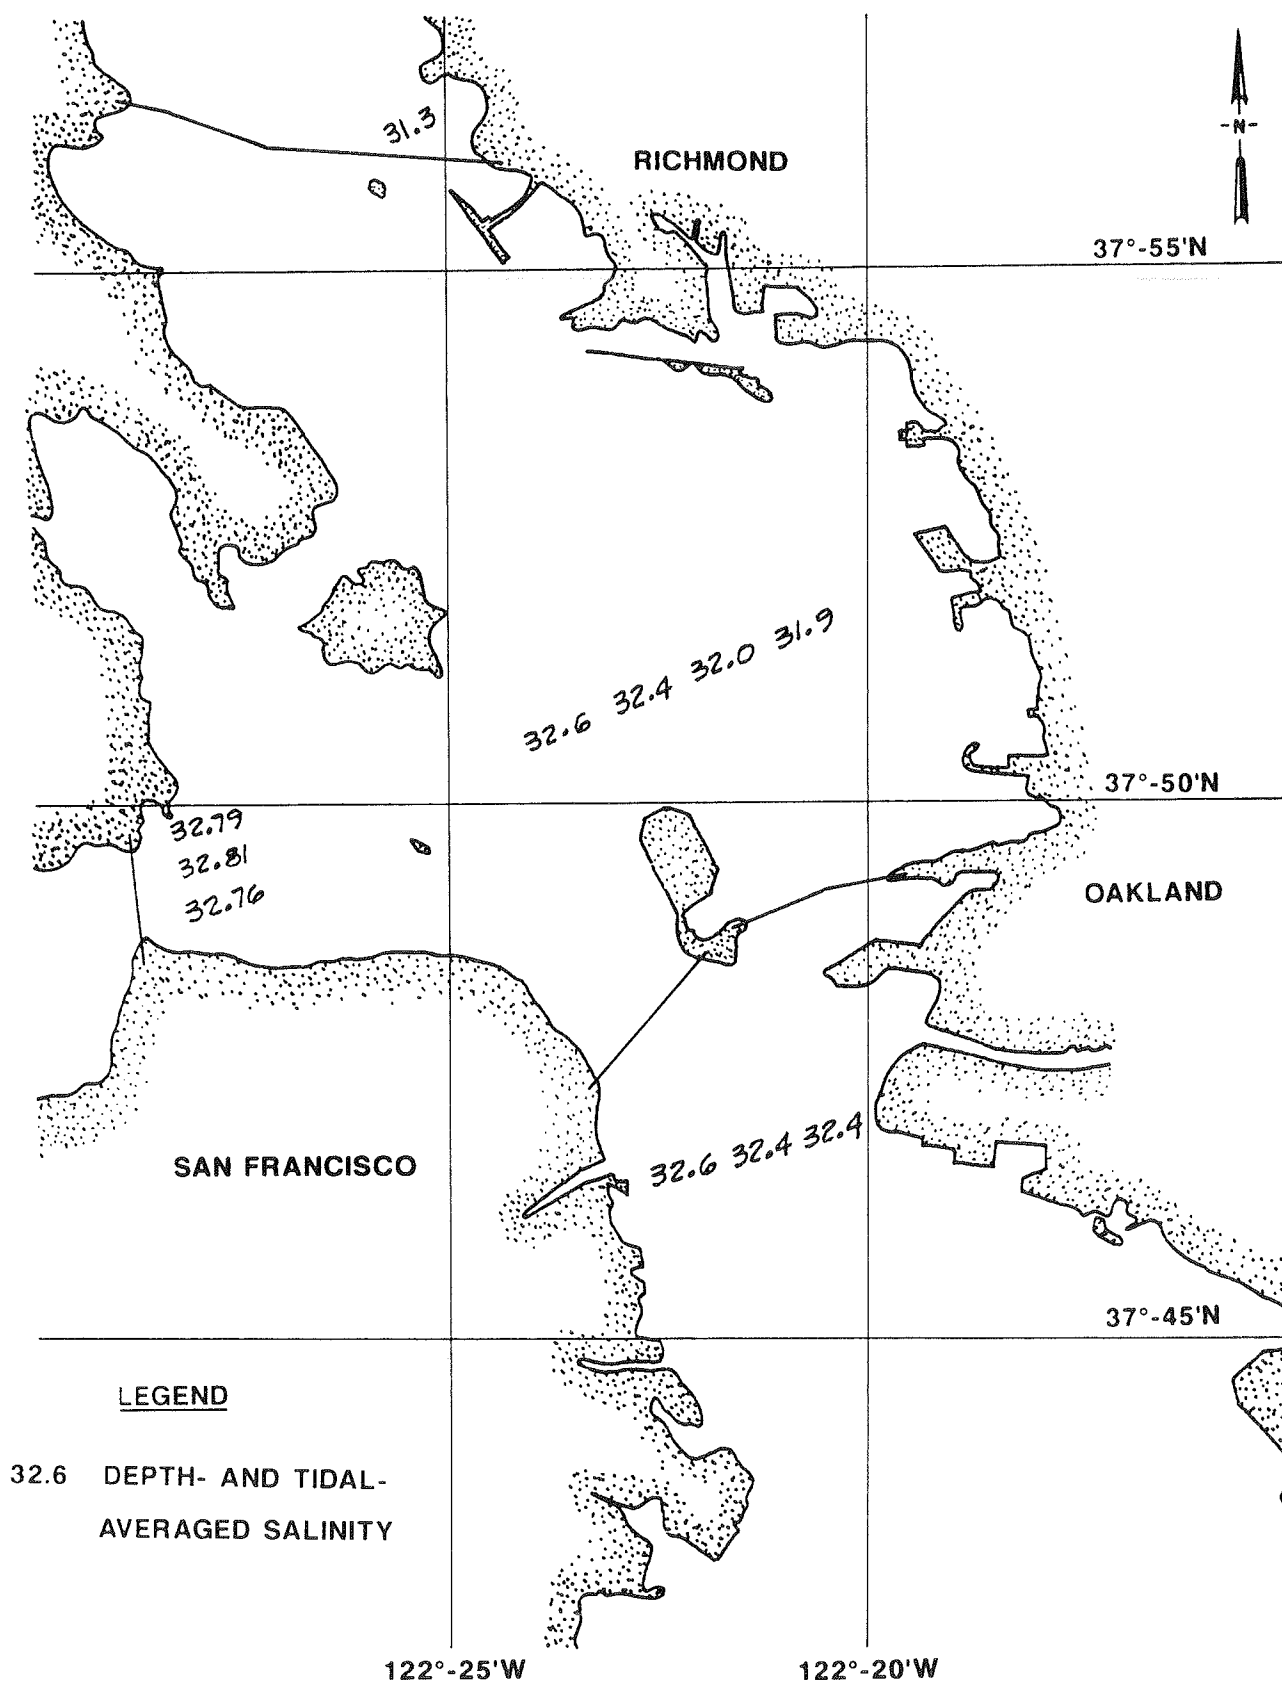 31.3
RICHMOND
-N-
37°-55'N
32.6 32.4 32.0 31.9
37°-50'N
32.79
32.81
32.76
OAKLAND
32.6 32.4 32.4
SAN FRANCISCO
37°-45'N
LEGEND
32.6 DEPTH- AND TIDAL-
AVERAGED SALINITY
122°-25'W
122°-20'W